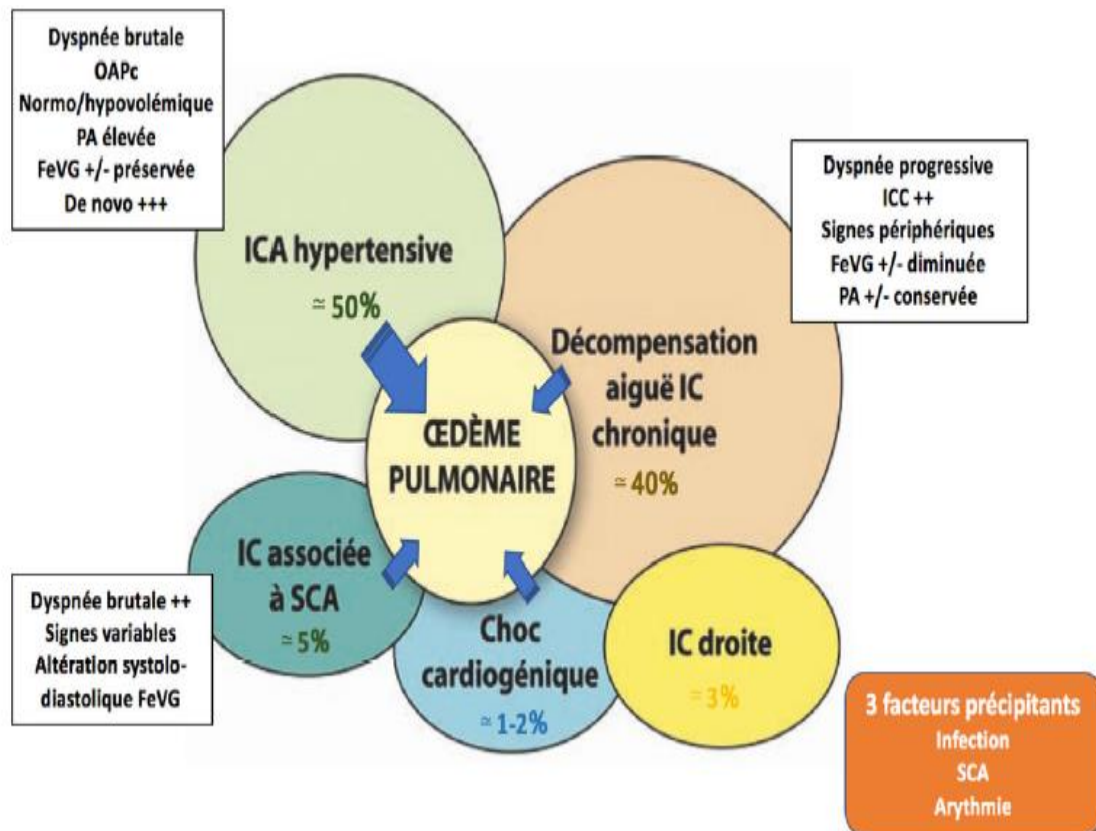 Dyspnée brutale
OAPc
Normo/hypovolémique
PA élevée
FeVG +/- préservée
De novo +++
ICA hypertensive
≃ 50%
Dyspnée progressive
ICC ++
Signes périphériques
FeVG +/- diminuée
PA +/- conservée
Décompensation
aiguë IC
chronique
≃ 40%
ŒDÈME
PULMONAIRE
IC associée
à SCA
≃ 5%
Dyspnée brutale ++
Signes variables
Altération systolo-
diastolique FeVG
Choc
cardiogénique
≃ 1-2%
IC droite
≃ 3%
3 facteurs précipitants
Infection
SCA
Arythmie